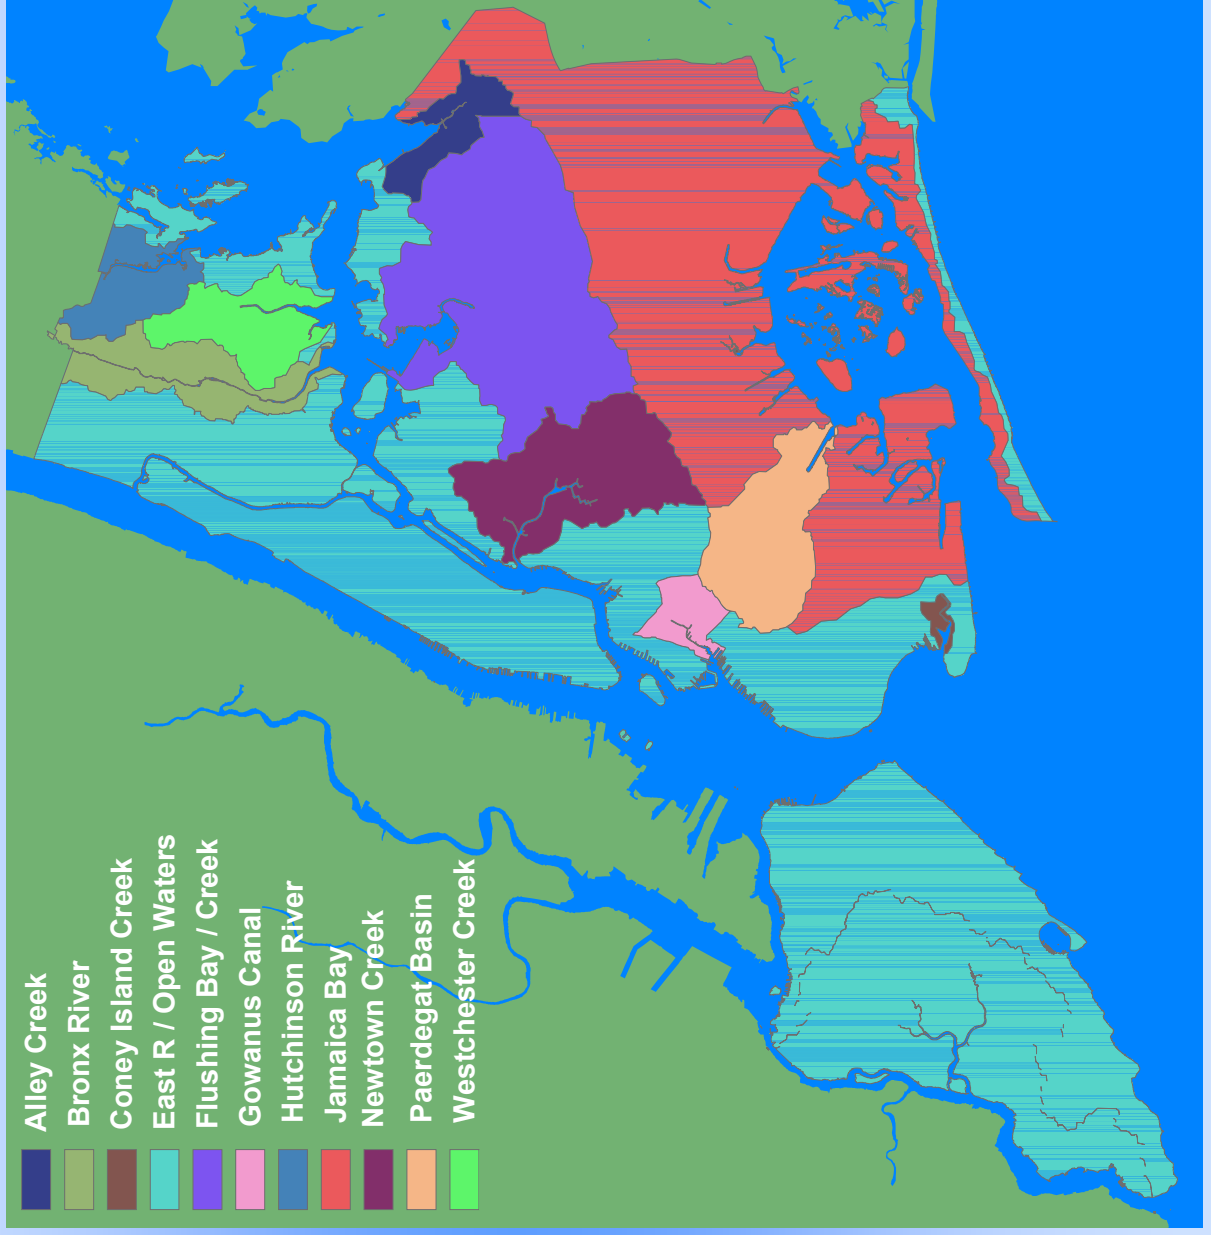 Alley Creek
Bronx River
Coney Island Creek
East R / Open Waters
Flushing Bay / Creek
Gowanus Canal
Hutchinson River
Jamaica Bay
Newtown Creek
Paerdegat Basin
Westchester Creek